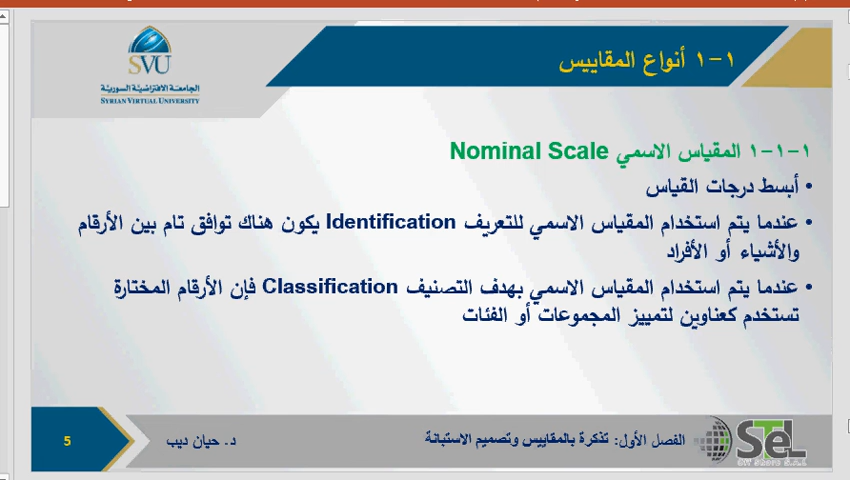 SVU
الجامعة الافتراضية السورية
SYRIAN VIRTUAL UNIVERSITY
١-١ أنواع المقاييس
١-١-١ المقياس الاسمي Nominal Scale
• أبسط درجات القياس
• عندما يتم استخدام المقياس الاسمي للتعريف Identification يكون هناك توافق تام بين الأرقام
والأشياء أو الأفراد
• عندما يتم استخدام المقياس الاسمي بهدف التصنيف Classification فإن الأرقام المختارة
تستخدم كعناوين لتمييز المجموعات أو الفئات
الفصل الأول: تذكرة بالمقاييس وتصميم الاستبانة
د. حيان ديب
5
STeL